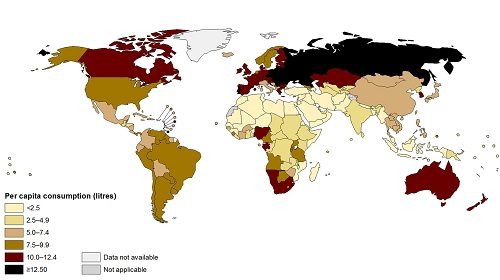 Per capita consumption (litres)
<2.5
2.5–4.9
5.0–7.4
7.5–9.9
10.0–12.4
≥12.50
Data not available
Not applicable